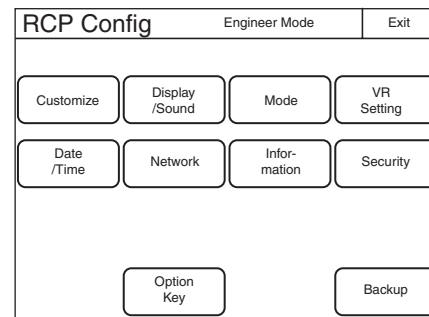 RCP Config Engineer Mode Exit
Customize
Display
/Sound
Mode
VR
Setting
Date
/Time
Network
Infor-
mation
Security
Option
Key
Backup